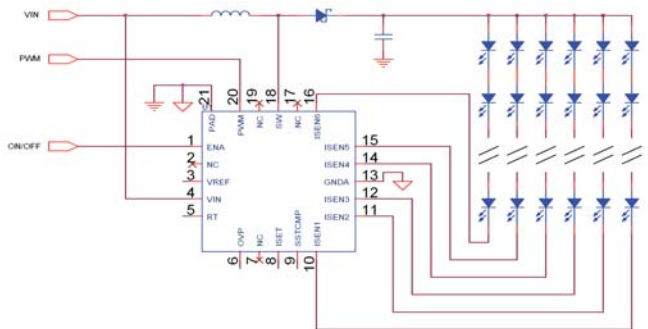 VIN
PWM
ON/OFF
21 20 19 18 17 16
PAD PWM NC SW NC ISEN6
1 ENA
2 NC
3 VREF
4 VIN
5 RT
ISEN5 15
ISEN4 14
GNDA 13
ISEN3 12
ISEN2 11
OVP NC ISET SSTCMP ISEN1
6 7 8 9 10